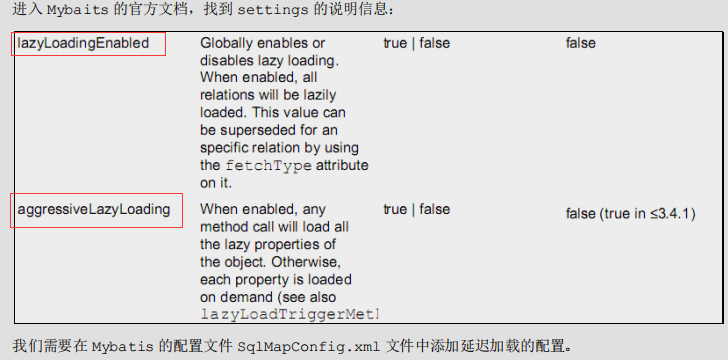 进入 Mybaits 的官方文档，找到 settings 的说明信息：
lazyLoadingEnabled Globally enables or true | false false
disables lazy loading.
When enabled, all
relations will be lazily
loaded. This value can
be superseded for an
specific relation by using
the fetchType attribute
on it.
aggressiveLazyLoading When enabled, any true | false false (true in ≤3.4.1)
method call will load all
the lazy properties of
the object. Otherwise,
each property is loaded
on demand (see also
lazyLoadTriggerMet
我们需要在 Mybatis 的配置文件 SqlMapConfig.xml 文件中添加延迟加载的配置。